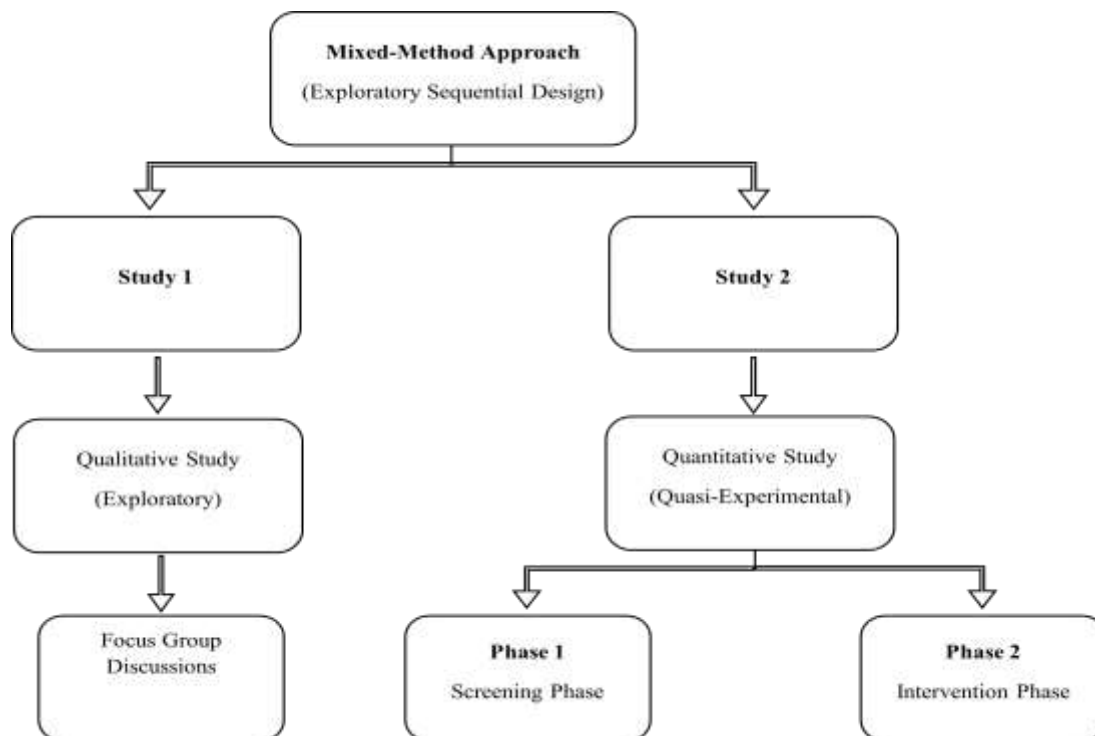 Mixed-Method Approach
(Exploratory Sequential Design)
Study 1
Study 2
Qualitative Study
(Exploratory)
Quantitative Study
(Quasi-Experimental)
Focus Group
Discussions
Phase 1
Screening Phase
Phase 2
Intervention Phase